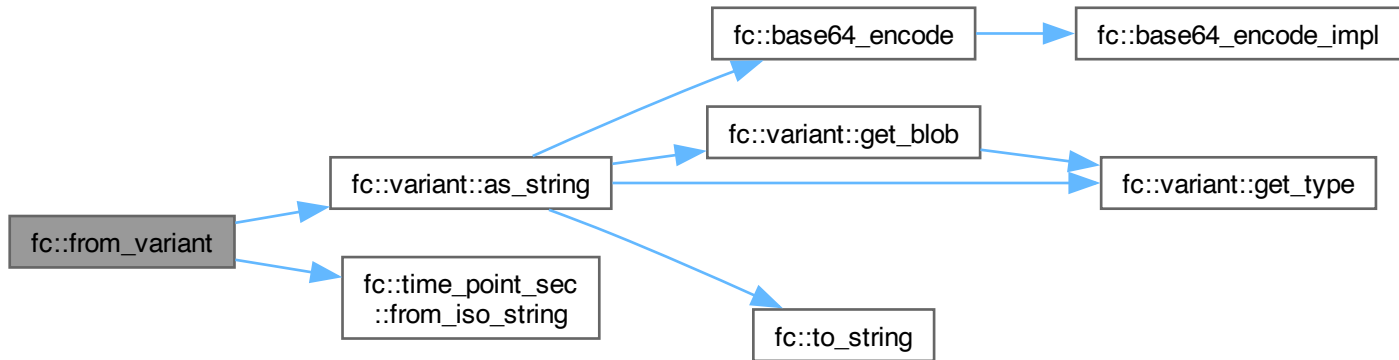 fc::base64_encode
fc::base64_encode_impl
fc::variant::get_blob
fc::variant::as_string
fc::variant::get_type
fc::from_variant
fc::time_point_sec
::from_iso_string
fc::to_string